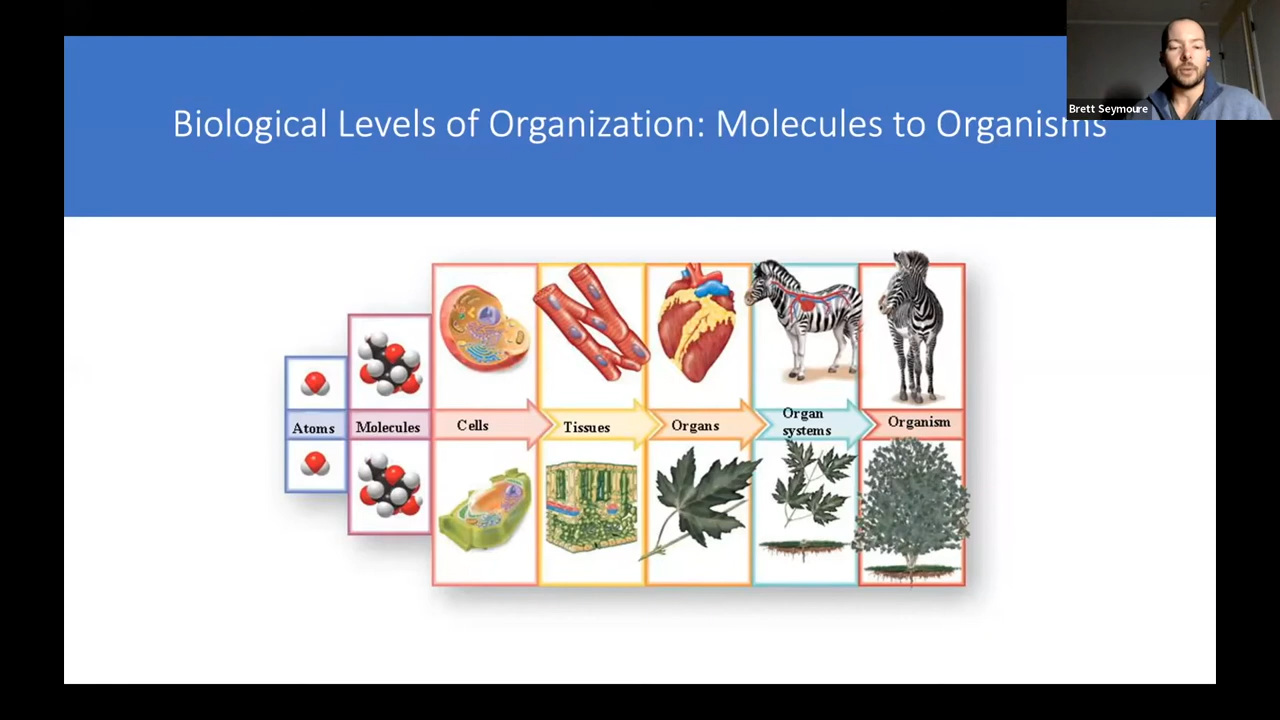 Biological Levels of Organization: Molecules to Organisms
Brett Seymoure
Atoms
Molecules
Cells
Tissues
Organs
Organ
systems
Organism